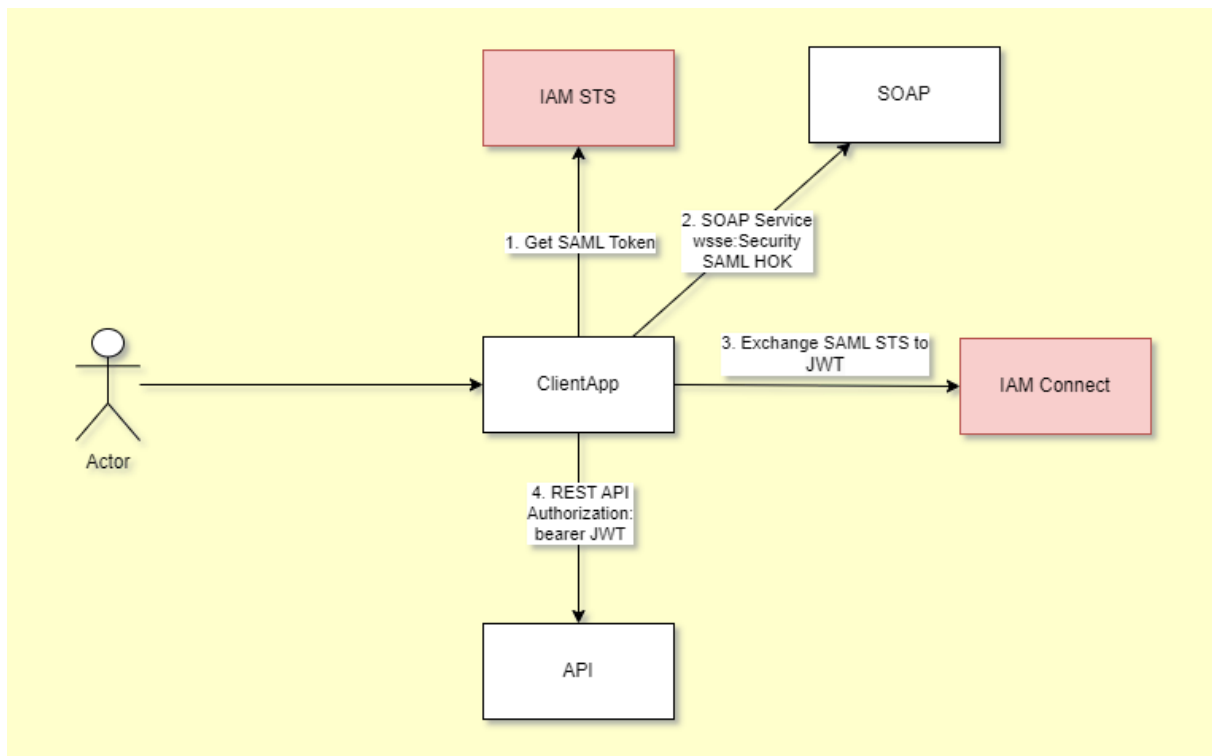 IAM STS
SOAP
1. Get SAML Token
2. SOAP Service
wsse:Security
SAML HOK
3. Exchange SAML STS to
JWT
ClientApp
IAM Connect
Actor
4. REST API
Authorization:
bearer JWT
API